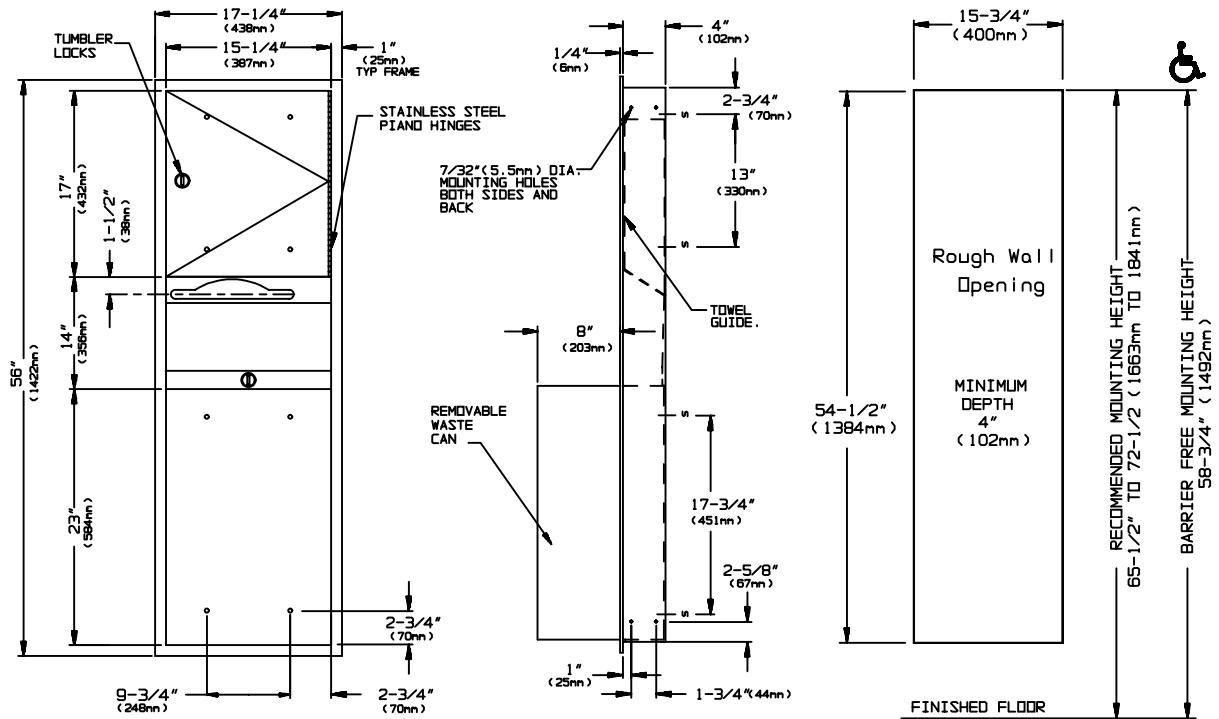 17-1/4"
(438mm)
TUMBLER
LOCKS
15-1/4"
(387mm)
1"
(25mm)
TYP FRAME
STAINLESS STEEL
PIANO HINGES
17"
(432mm)
1-1/2"
(38mm)
14"
(356mm)
56"
(1422mm)
23"
(584mm)
2-3/4"
(70mm)
9-3/4"
(248mm)
2-3/4"
(70mm)
4"
(102mm)
1/4"
(6mm)
2-3/4"
(70mm)
S
7/32"(5.5mm) DIA.
MOUNTING HOLES
BOTH SIDES AND
BACK
13"
(330mm)
S
TOWEL
GUIDE.
8"
(203mm)
REMOVABLE
WASTE
CAN
S
17-3/4"
(451mm)
2-5/8"
(67mm)
S
1"
(25mm)
1-3/4"(44mm)
15-3/4"
(400mm)
Rough Wall
Opening
MINIMUM
DEPTH
4"
(102mm)
54-1/2"
(1384mm)
RECOMMENDED MOUNTING HEIGHT
65-1/2" TO 72-1/2 (1663mm TO 1841mm)
BARRIER FREE MOUNTING HEIGHT
58-3/4" (1492mm)
FINISHED FLOOR